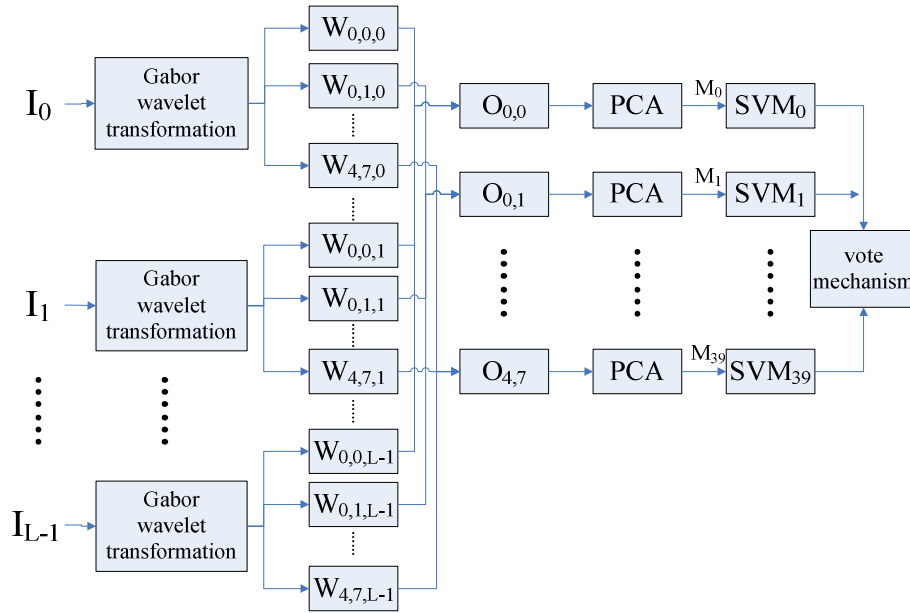 I0
Gabor
wavelet
transformation
W0,0,0
W0,1,0
W4,7,0
O0,0
PCA
M0
SVM0
O0,1
PCA
M1
SVM1
vote
mechanism
I1
Gabor
wavelet
transformation
W0,0,1
W0,1,1
W4,7,1
O4,7
PCA
M39
SVM39
IL-1
Gabor
wavelet
transformation
W0,0,L-1
W0,1,L-1
W4,7,L-1